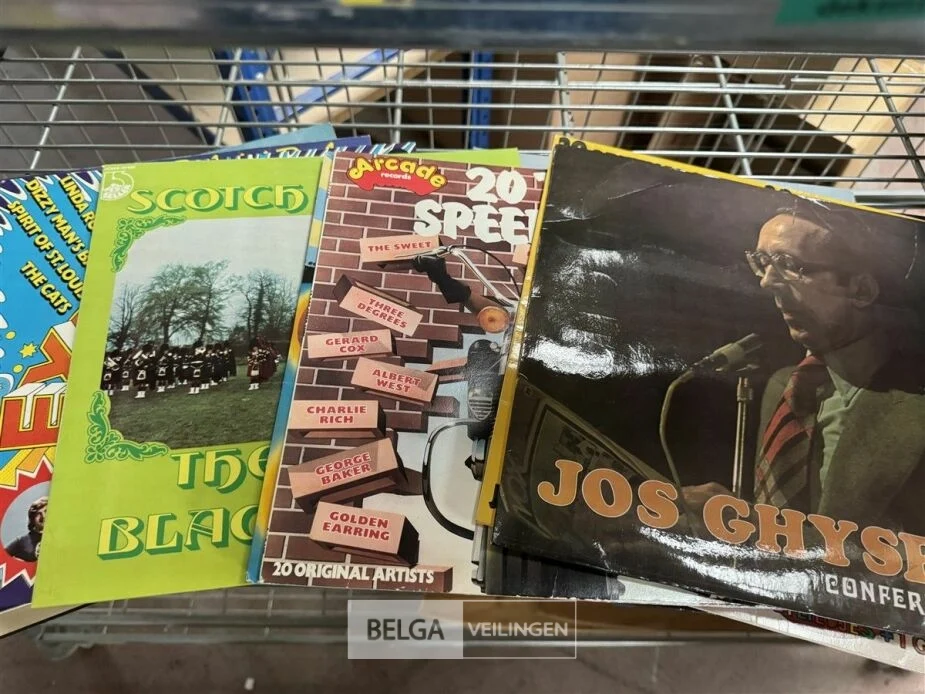 LINDA R
DIZZY MAN'S B
SPIRIT OF ST. LOUI
THE CATS
SCOTCH
THE
BLAC
Arcade
records
20
SPEE
THE SWEET
THREE
DEGREES
GERARD
COX
ALBERT
WEST
CHARLIE
RICH
GEORGE
BAKER
GOLDEN
EARRING
20 ORIGINAL ARTISTS
JOS GHYSE
CONFER
BELGA VEILINGEN